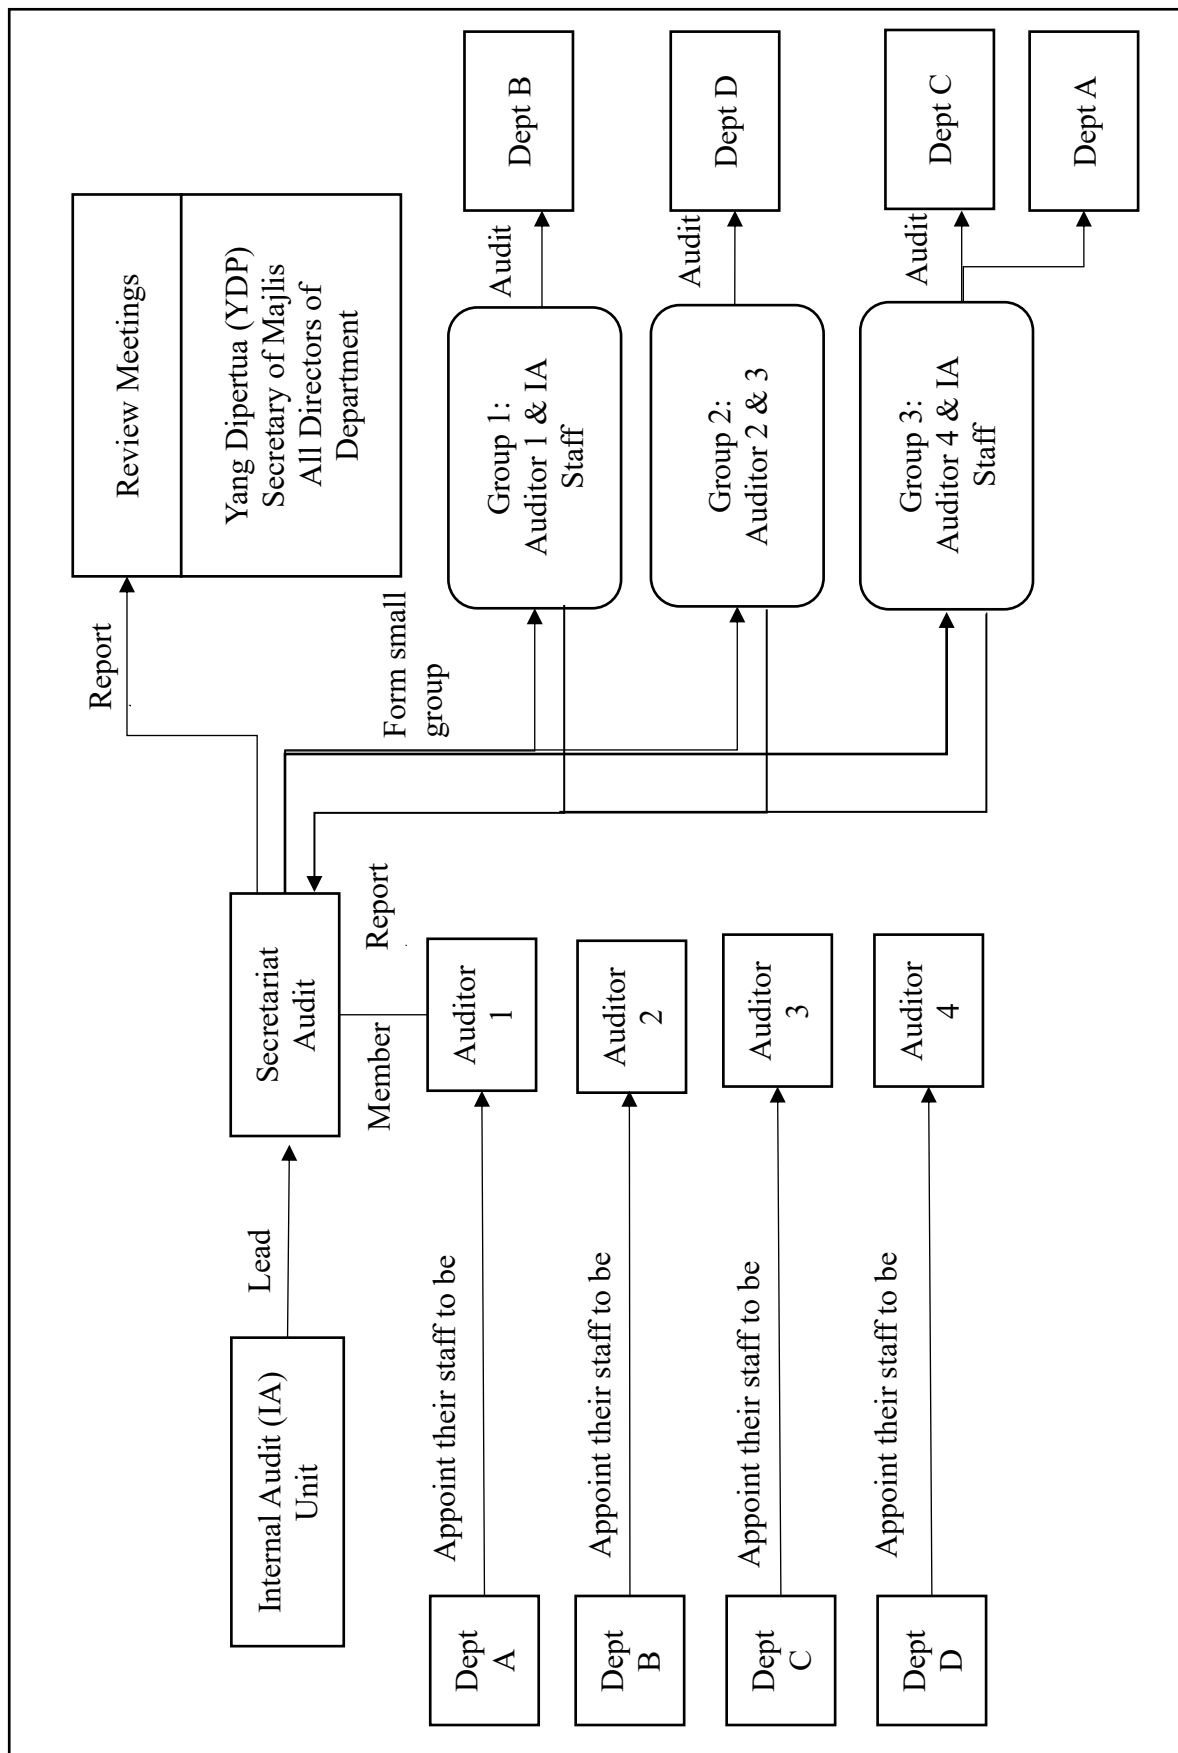 Internal Audit (IA)
Unit
Lead
Secretariat
Audit
Report
Review Meetings
Yang Dipertua (YDP)
Secretary of Majlis
All Directors of
Department
Member
Report
Form small
group
Dept
A
Appoint their staff to be
Auditor
1
Group 1:
Auditor 1 & IA
Staff
Audit
Dept B
Dept
B
Appoint their staff to be
Auditor
2
Group 2:
Auditor 2 & 3
Audit
Dept D
Dept
C
Appoint their staff to be
Auditor
3
Group 3:
Auditor 4 & IA
Staff
Audit
Dept C
Dept
D
Appoint their staff to be
Auditor
4
Dept A